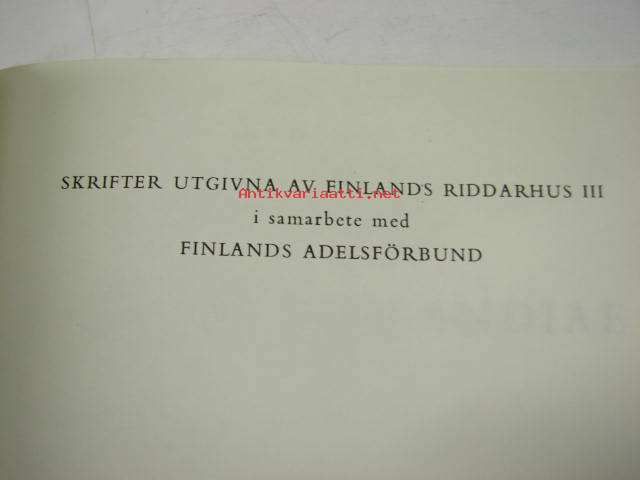 SKRIFTER UTGIVNA AV FINLANDS RIDDARHUS III
Antikvariaatti.net
i samarbete med
FINLANDS ADELSFÖRBUND